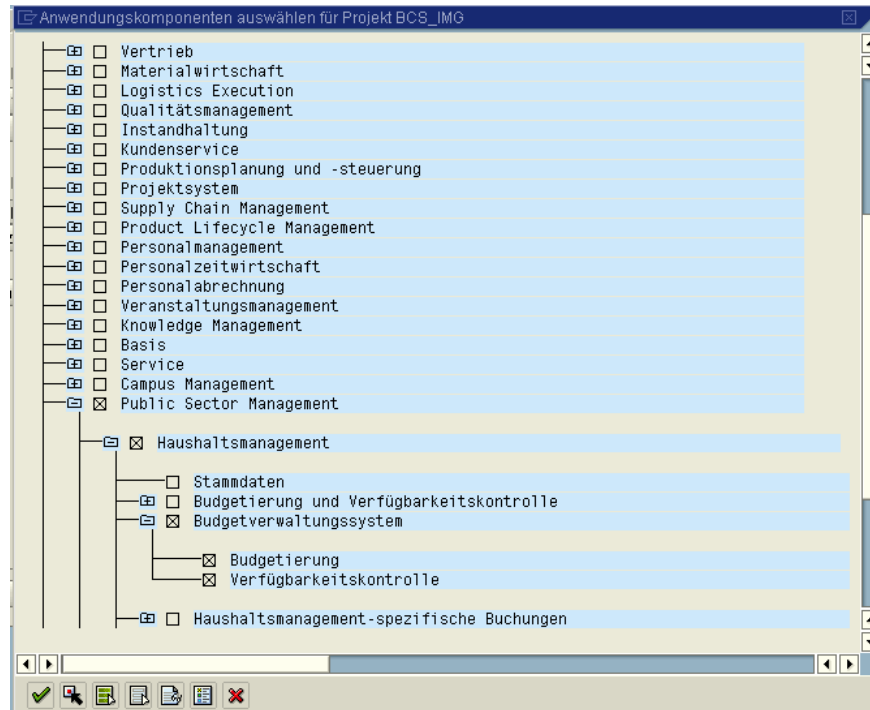 Anwendungskomponenten auswählen für Projekt BCS_IMG
Vertrieb
Materialwirtschaft
Logistics Execution
Qualitätsmanagement
Instandhaltung
Kundenservice
Produktionsplanung und -steuerung
Projektsystem
Supply Chain Management
Product Lifecycle Management
Personalmanagement
Personalzeitwirtschaft
Personalabrechnung
Veranstaltungsmanagement
Knowledge Management
Basis
Service
Campus Management
Public Sector Management
Haushaltsmanagement
Stammdaten
Budgetierung und Verfügbarkeitskontrolle
Budgetverwaltungssystem
Budgetierung
Verfügbarkeitskontrolle
Haushaltsmanagement-spezifische Buchungen